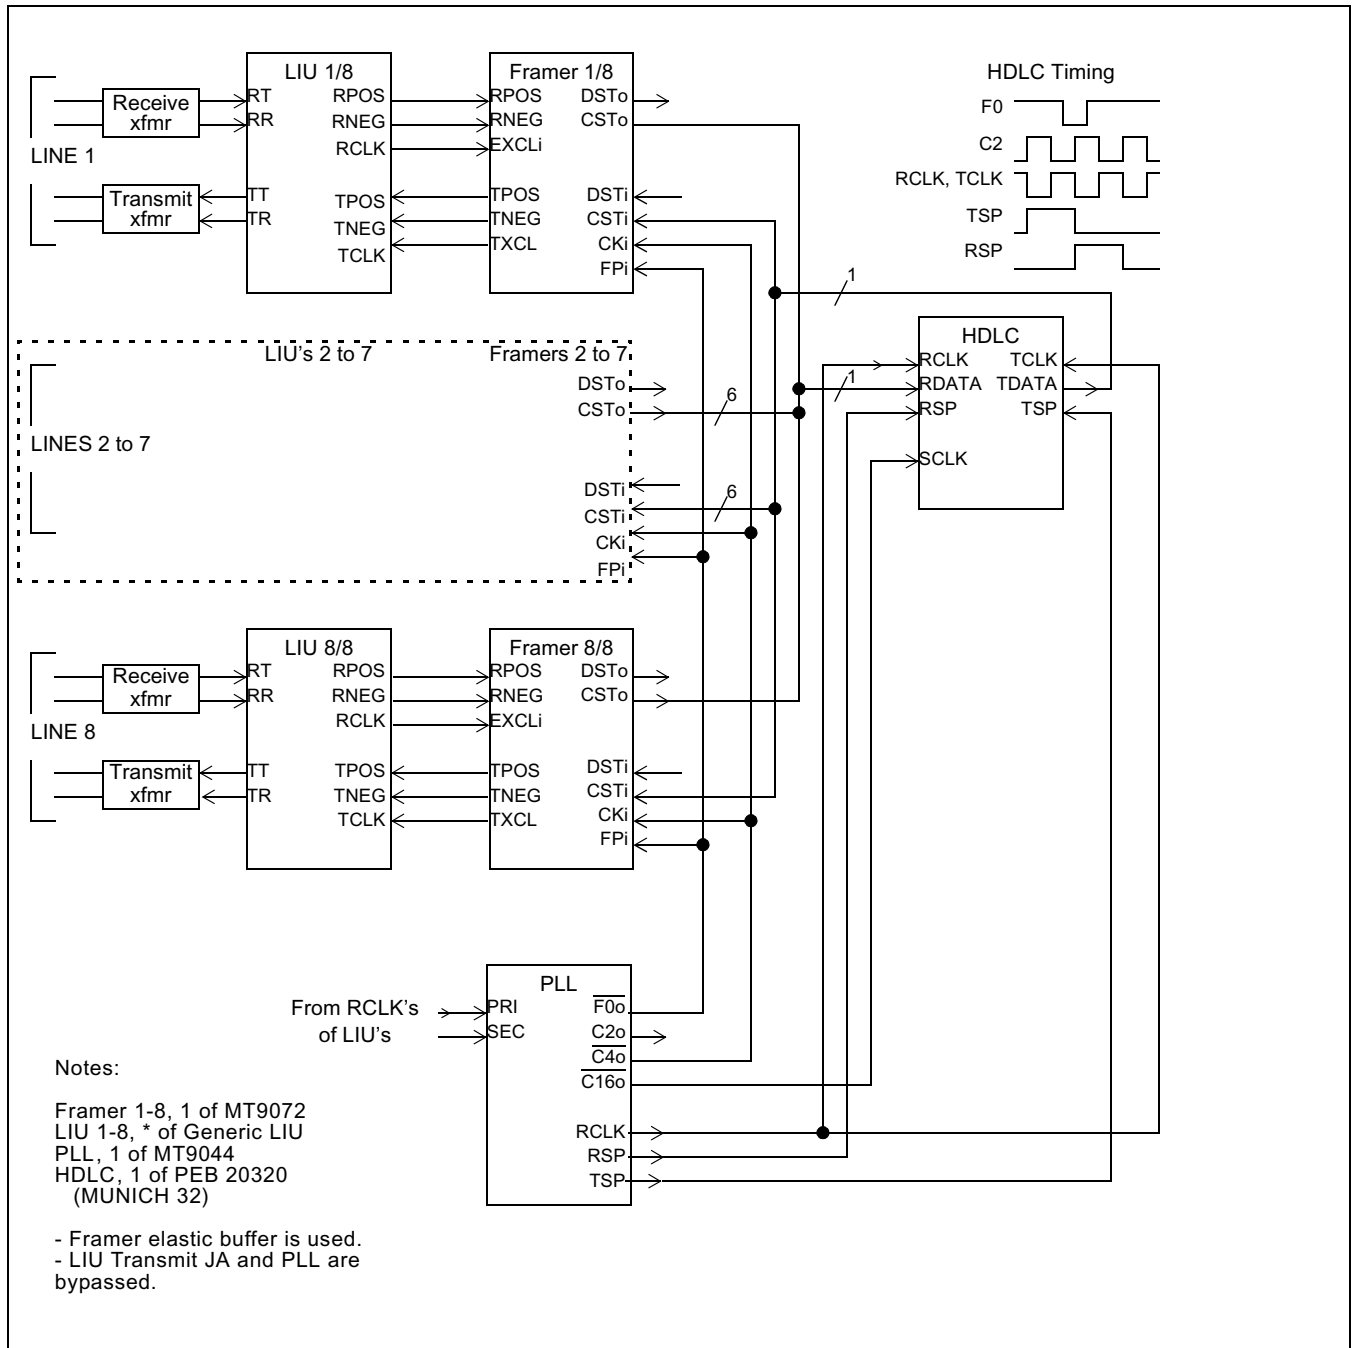 LIU 1/8
Framer 1/8
HDLC Timing
Receive
xfmr
RT
RR
RPOS
RNEG
RCLK
RPOS
RNEG
EXCLi
DSTo
CSTo
LINE 1
Transmit
xfmr
TT
TR
TPOS
TNEG
TCLK
TPOS
TNEG
TXCL
DSTi
CSTi
CKi
FPi
F0
C2
RCLK, TCLK
TSP
RSP
1
LIU's 2 to 7
Framers 2 to 7
DSTo
CSTo
6
LINES 2 to 7
DSTi
CSTi
CKi
FPi
6
1
HDLC
RCLK
RDATA
RSP
SCLK
TCLK
TDATA
TSP
LIU 8/8
Framer 8/8
Receive
xfmr
RT
RR
RPOS
RNEG
RCLK
RPOS
RNEG
EXCLi
DSTo
CSTo
LINE 8
Transmit
xfmr
TT
TR
TPOS
TNEG
TCLK
TPOS
TNEG
TXCL
DSTi
CSTi
CKi
FPi
From RCLK's
of LIU's
PLL
PRI
SEC
F0o
C2o
C4o
C16o
RCLK
RSP
TSP
Notes:
Framer 1-8, 1 of MT9072
LIU 1-8, * of Generic LIU
PLL, 1 of MT9044
HDLC, 1 of PEB 20320
(MUNICH 32)
- Framer elastic buffer is used.
- LIU Transmit JA and PLL are
bypassed.